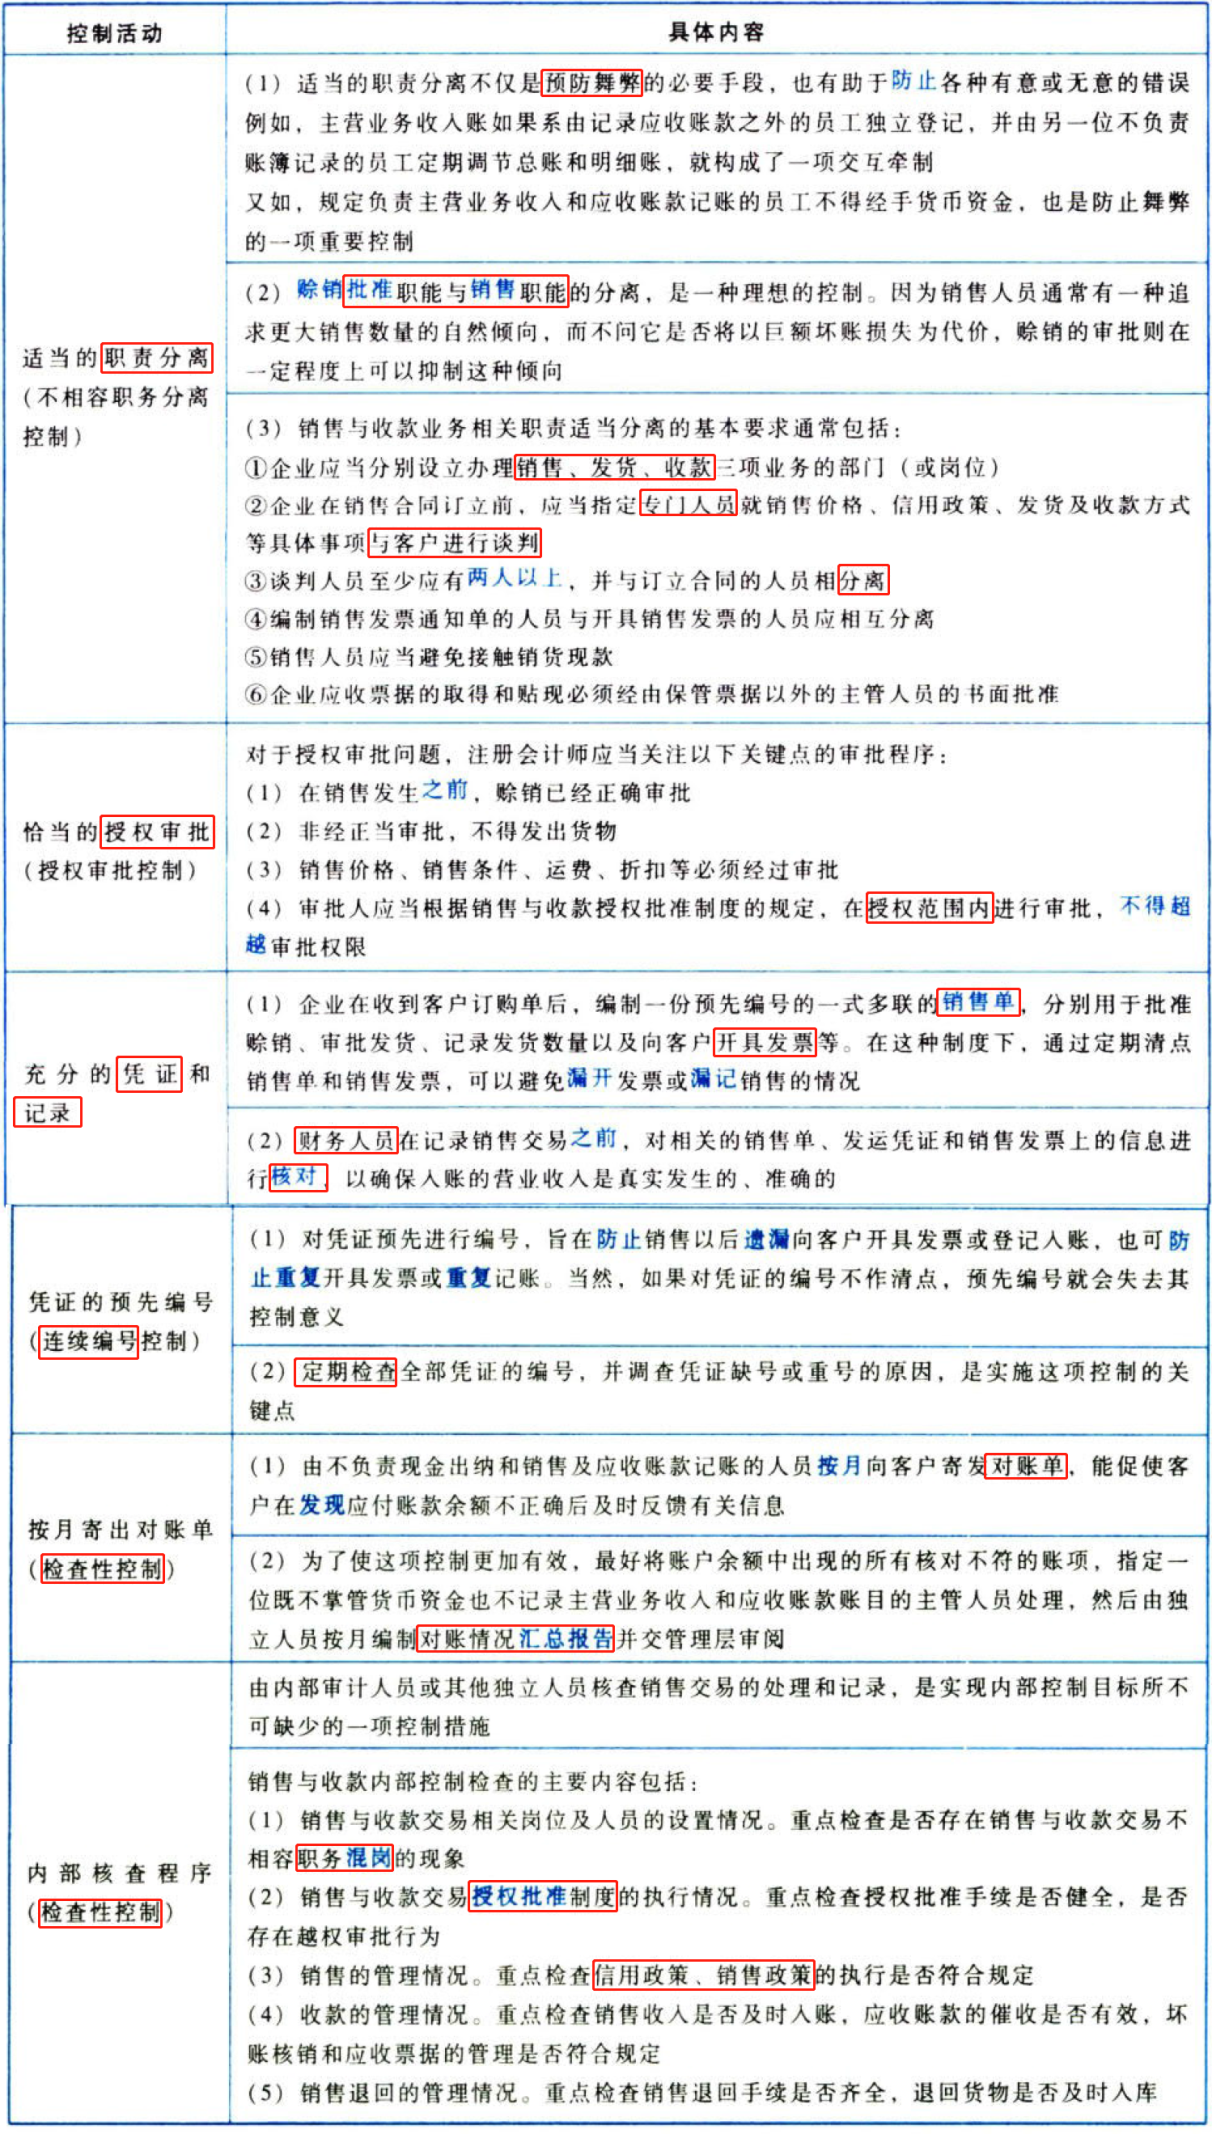 控制活动
具体内容
适当的职责分离
(不相容职务分离
控制)
(1) 适当的职责分离不仅是预防舞弊的必要手段，也有助于防止各种有意或无意的错误
例如，主营业务收入账如果系由记录应收账款之外的员工独立登记，并由另一位不负责
账簿记录的员工定期调节总账和明细账，就构成了一项交互牵制
又如，规定负责主营业务收入和应收账款记账的员工不得经手货币资金，也是防止舞弊
的一项重要控制
(2) 赊销批准职能与销售职能的分离，是一种理想的控制。因为销售人员通常有一种追
求更大销售数量的自然倾向，而不问它是否将以巨额坏账损失为代价，赊销的审批则在
一定程度上可以抑制这种倾向
(3) 销售与收款业务相关职责适当分离的基本要求通常包括：
①企业应当分别设立办理销售、发货、收款三项业务的部门（或岗位）
②企业在销售合同订立前，应当指定专门人员就销售价格、信用政策、发货及收款方式
等具体事项与客户进行谈判
③谈判人员至少应有两人以上，并与订立合同的人员相分离
④编制销售发票通知单的人员与开具销售发票的人员应相互分离
⑤销售人员应当避免接触销货现款
⑥企业应收票据的取得和贴现必须经由保管票据以外的主管人员的书面批准
恰当的授权审批
(授权审批控制)
对于授权审批问题，注册会计师应当关注以下关键点的审批程序：
(1) 在销售发生之前，赊销已经正确审批
(2) 非经正当审批，不得发出货物
(3) 销售价格、销售条件、运费、折扣等必须经过审批
(4) 审批人应当根据销售与收款授权批准制度的规定，在授权范围内进行审批，不得超
越审批权限
充分的凭证和
记录
(1) 企业在收到客户订购单后，编制一份预先编号的一式多联的销售单，分别用于批准
赊销、审批发货、记录发货数量以及向客户开具发票等。在这种制度下，通过定期清点
销售单和销售发票，可以避免漏开发票或漏记销售的情况
(2) 财务人员在记录销售交易之前，对相关的销售单、发运凭证和销售发票上的信息进
行核对，以确保入账的营业收入是真实发生的、准确的
凭证的预先编号
(连续编号控制)
(1) 对凭证预先进行编号，旨在防止销售以后遗漏向客户开具发票或登记入账，也可防
止重复开具发票或重复记账。当然，如果对凭证的编号不作清点，预先编号就会失去其
控制意义
(2) 定期检查全部凭证的编号，并调查凭证缺号或重号的原因，是实施这项控制的关
键点
按月寄出对账单
(检查性控制)
(1) 由不负责现金出纳和销售及应收账款记账的人员按月向客户寄发对账单，能促使客
户在发现应付账款余额不正确后及时反馈有关信息
(2) 为了使这项控制更加有效，最好将账户余额中出现的所有核对不符的账项，指定一
位既不掌管货币资金也不记录主营业务收入和应收账款账目的主管人员处理，然后由独
立人员按月编制对账情况汇总报告并交管理层审阅
内部核查程序
(检查性控制)
由内部审计人员或其他独立人员核查销售交易的处理和记录，是实现内部控制目标所不
可缺少的一项控制措施
销售与收款内部控制检查的主要内容包括：
(1) 销售与收款交易相关岗位及人员的设置情况。重点检查是否存在销售与收款交易不
相容职务混岗的现象
(2) 销售与收款交易授权批准制度的执行情况。重点检查授权批准手续是否健全，是否
存在越权审批行为
(3) 销售的管理情况。重点检查信用政策、销售政策的执行是否符合规定
(4) 收款的管理情况。重点检查销售收入是否及时入账，应收账款的催收是否有效，坏
账核销和应收票据的管理是否符合规定
(5) 销售退回的管理情况。重点检查销售退回手续是否齐全，退回货物是否及时入库